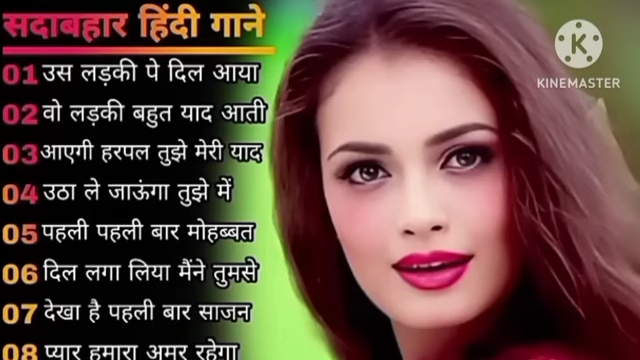 सदाबहार हिंदी गाने
01 उस लड़की पे दिल आया
02 वो लड़की बहुत याद आती
03 आएगी हरपल तुझे मेरी याद
04 उठा ले जाऊंगा तुझे में
05 पहली पहली बार मोहब्बत
06 दिल लगा लिया मैंने तुमसे
07 देखा है पहली बार साजन
08 प्यार हमारा अमर रहेगा
K
KINEMASTER